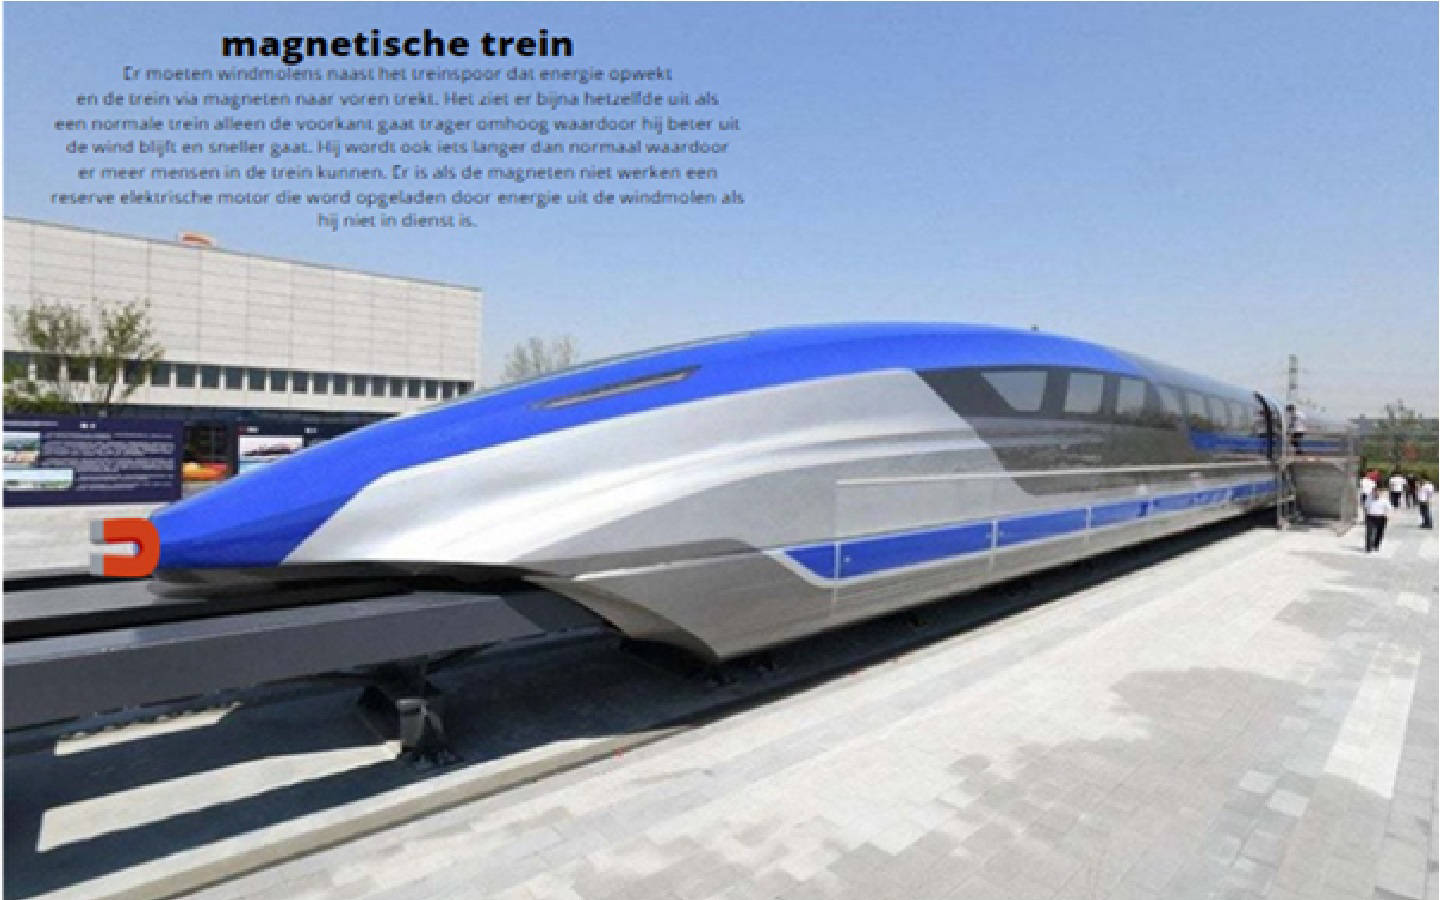 magnetische trein
Er moeten windmolens naast het treinspoor dat energie opwekt
en de trein via magneten naar voren trekt. Het ziet er bijna hetzelfde uit als
een normale trein alleen de voorkant gaat trager omhoog waardoor hij beter uit
de wind blijft en sneller gaat. Hij wordt ook iets langer dan normaal waardoor
er meer mensen in de trein kunnen. Er is als de magneten niet werken een
reserve elektrische motor die word opgeladen door energie uit de windmolen als
hij niet in dienst is.